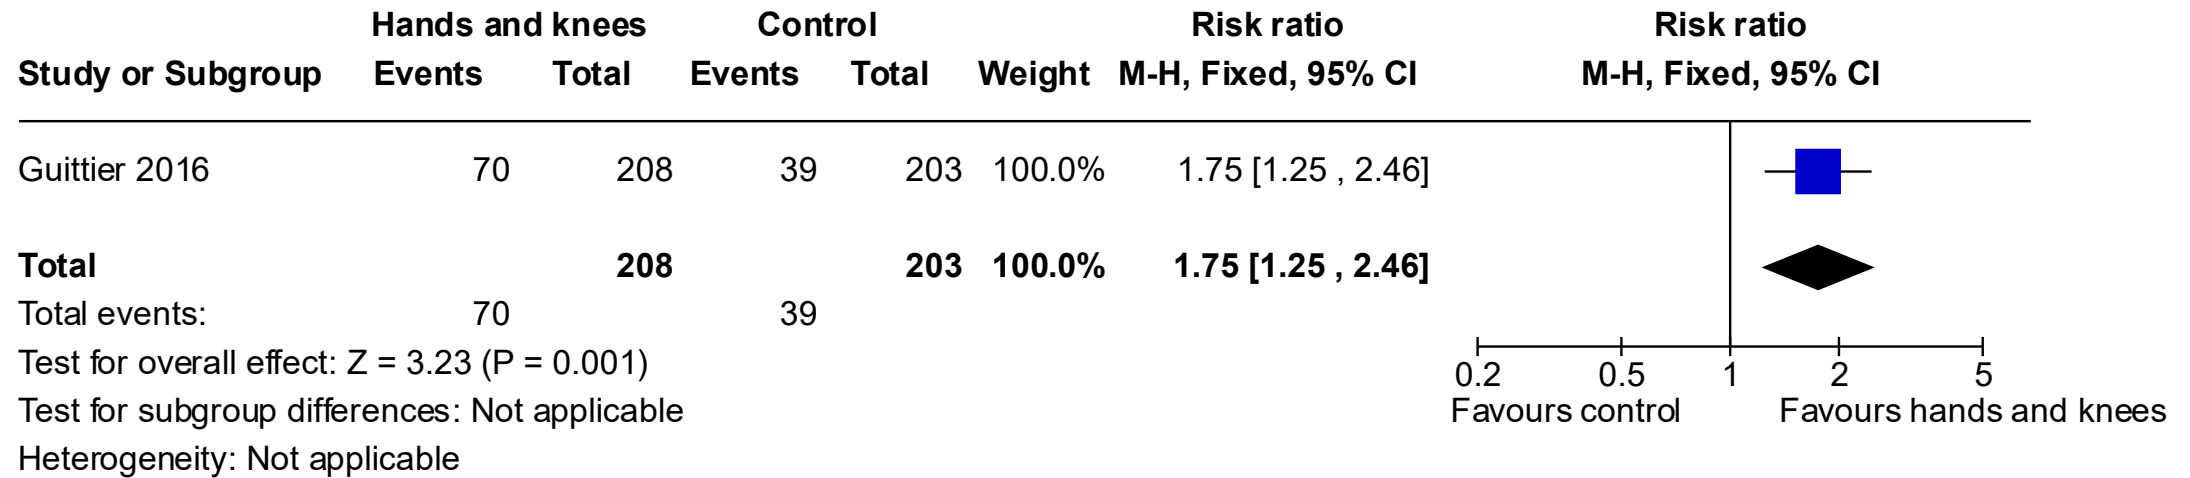 Hands and knees Control Risk ratio Risk ratio
Study or Subgroup Events Total Events Total Weight M-H, Fixed, 95% CI M-H, Fixed, 95% CI
Guittier 2016 70 208 39 203 100.0% 1.75 [1.25 , 2.46]
Total 208 203 100.0% 1.75 [1.25 , 2.46]
Total events: 70 39
Test for overall effect: Z = 3.23 (P = 0.001)
Test for subgroup differences: Not applicable
Heterogeneity: Not applicable
0.2 0.5 1 2 5
Favours control Favours hands and knees